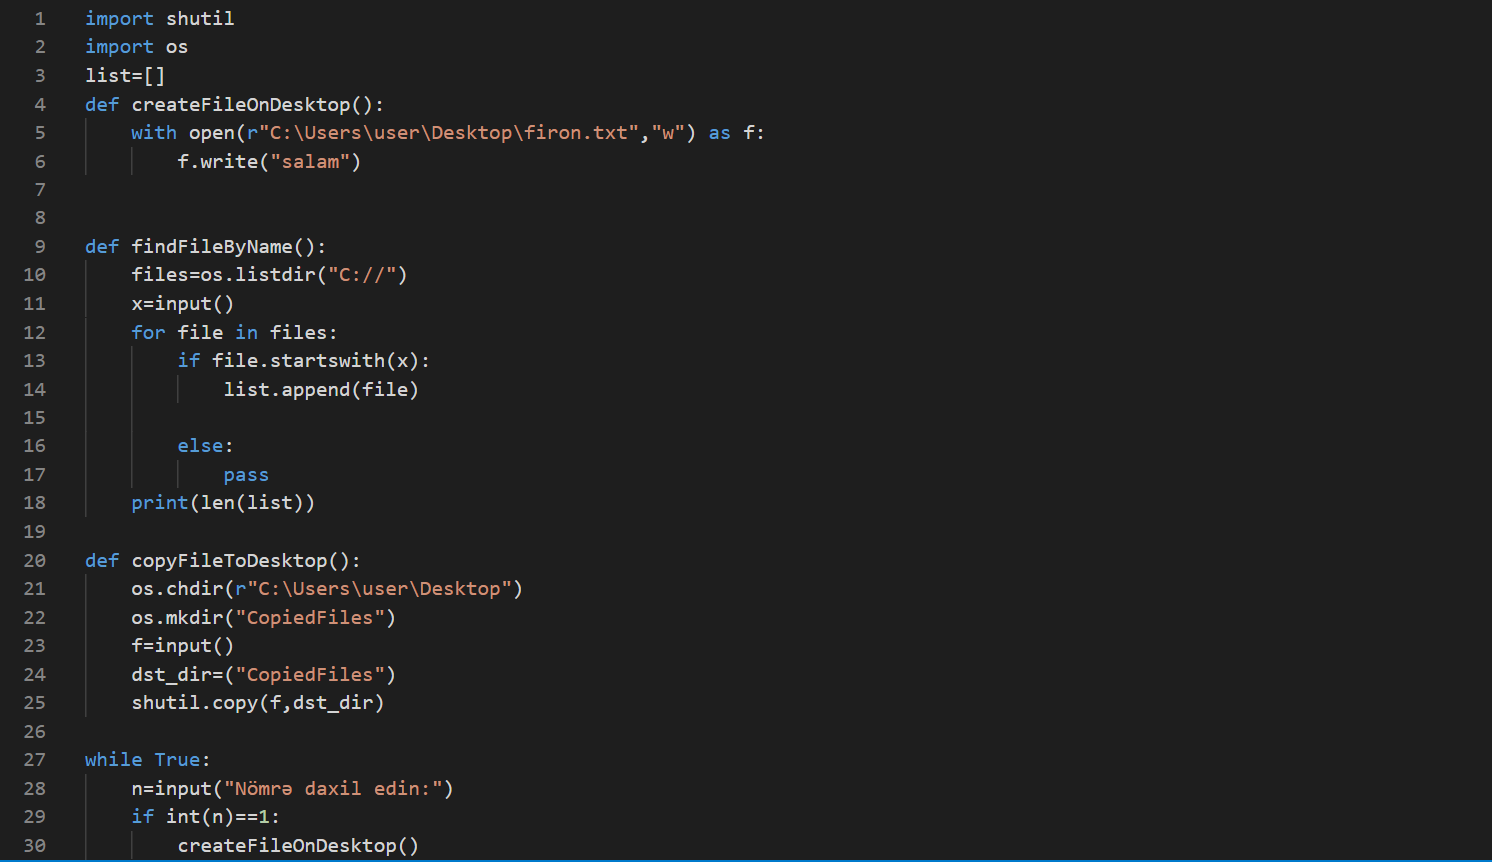 1 import shutil
2 import os
3 list=[]
4 def createFileOnDesktop():
5     with open(r"C:\Users\user\Desktop\firon.txt","w") as f:
6         f.write("salam")
7
8
9 def findFileByName():
10     files=os.listdir("C://")
11     x=input()
12     for file in files:
13         if file.startswith(x):
14             list.append(file)
15
16         else:
17             pass
18     print(len(list))
19
20 def copyFileToDesktop():
21     os.chdir(r"C:\Users\user\Desktop")
22     os.mkdir("CopiedFiles")
23     f=input()
24     dst_dir=("CopiedFiles")
25     shutil.copy(f,dst_dir)
26
27 while True:
28     n=input("Nömrə daxil edin:")
29     if int(n)==1:
30         createFileOnDesktop()